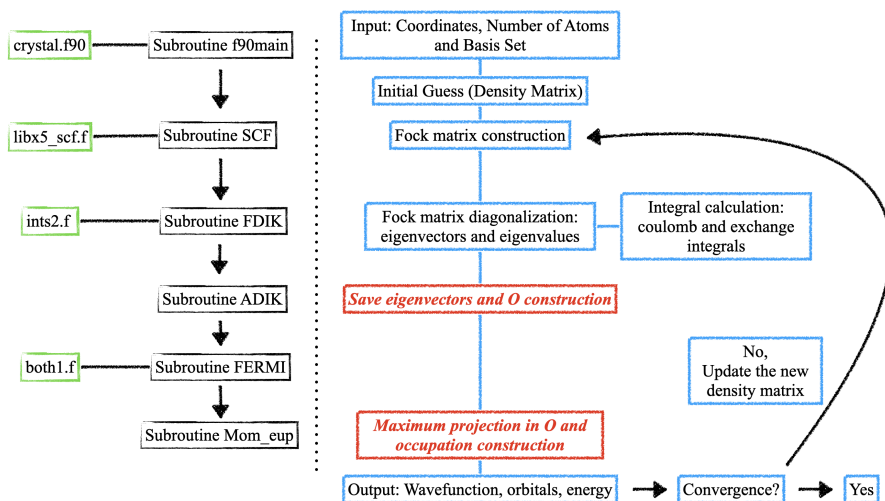 crystal.f90
Subroutine f90main
libx5_scf.f
Subroutine SCF
ints2.f
Subroutine FDIK
Subroutine ADIK
both1.f
Subroutine FERMI
Subroutine Mom_eup
Input: Coordinates, Number of Atoms
and Basis Set
Initial Guess (Density Matrix)
Fock matrix construction
Fock matrix diagonalization:
eigenvectors and eigenvalues
Integral calculation:
coulomb and exchange
integrals
Save eigenvectors and O construction
No,
Update the new
density matrix
Maximum projection in O and
occupation construction
Output: Wavefunction, orbitals, energy
Convergence?
Yes